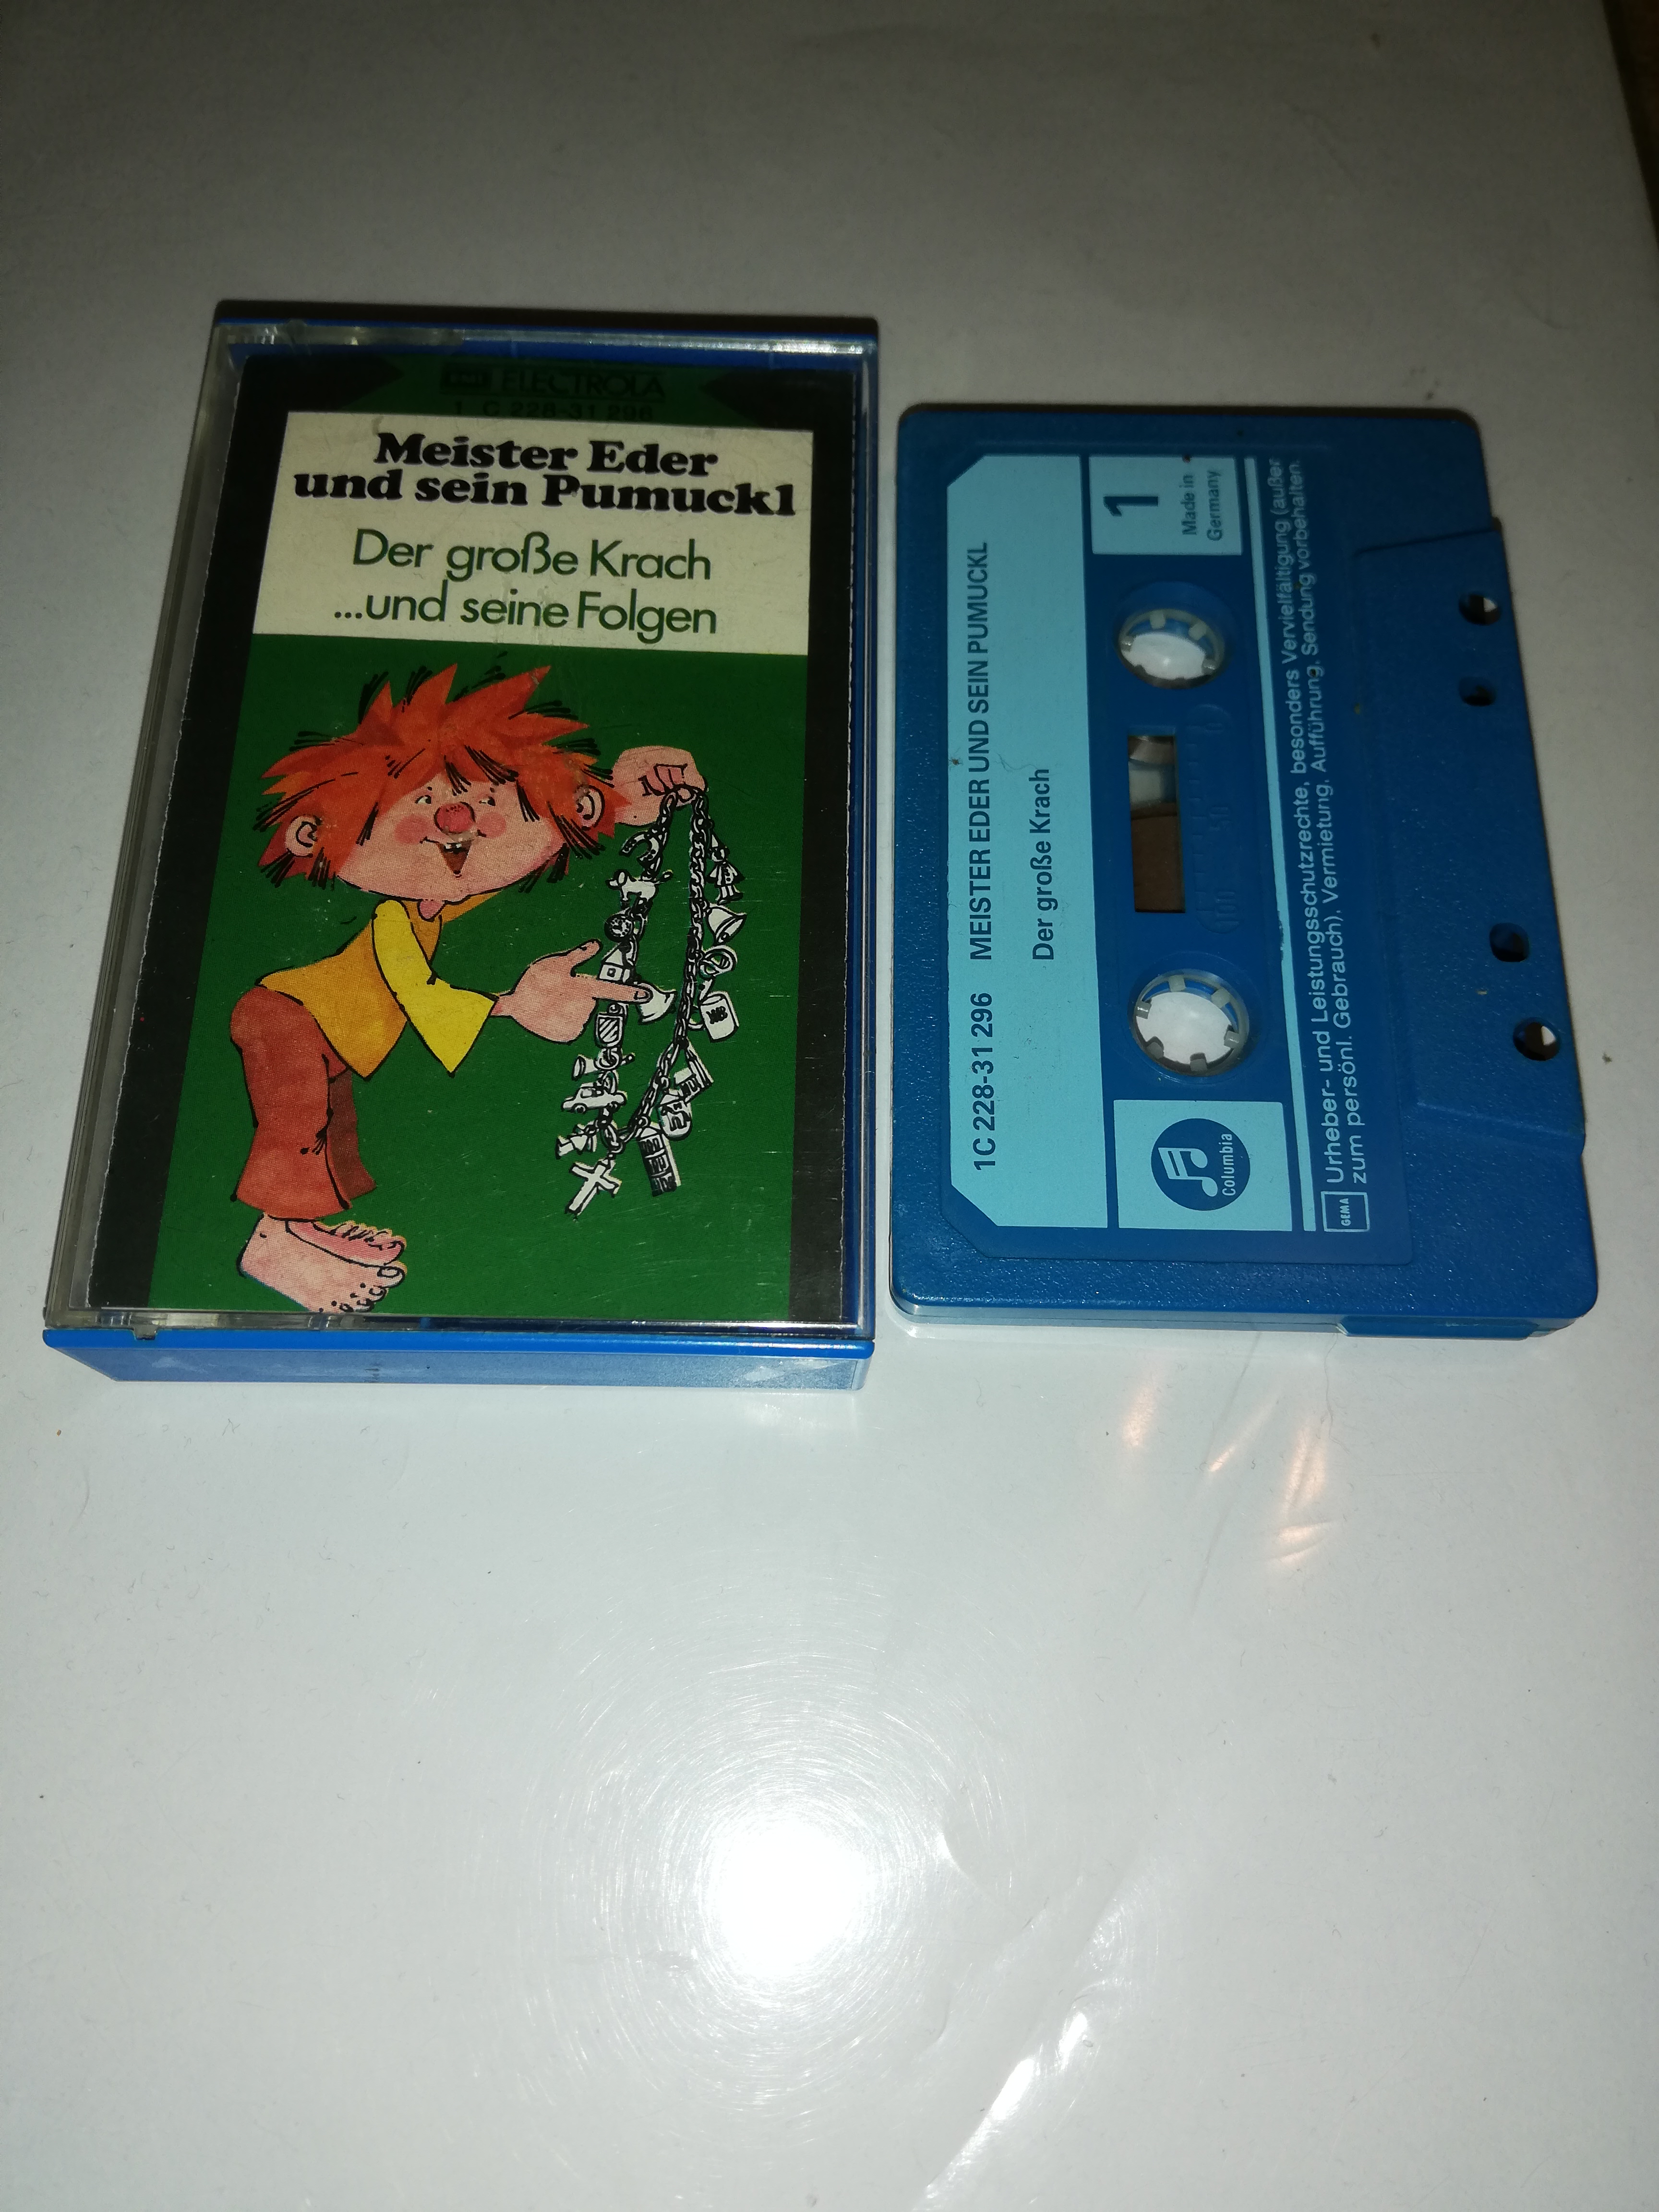 EMI ELECTROLA
1 C 228-31 296
Meister Eder
und sein Pumuckl
Der große Krach
...und seine Folgen
1C 228-31 296 MEISTER EDER UND SEIN PUMUCKL
Der große Krach
Columbia
1
Made in
Germany
GEMA
Urheber- und Leistungsschutzrechte, besonders Vervielfältigung (außer
zum persönl. Gebrauch), Vermietung, Aufführung, Sendung vorbehalten.